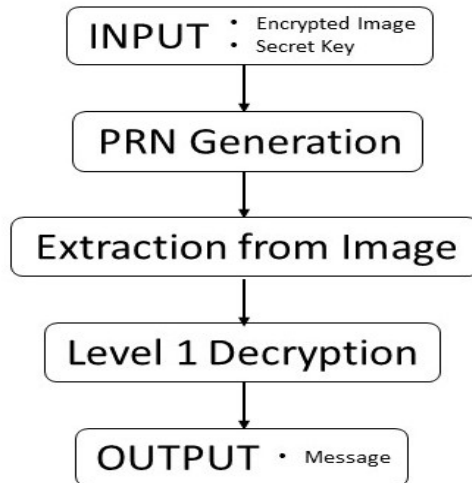 INPUT • Encrypted Image
• Secret Key
PRN Generation
Extraction from Image
Level 1 Decryption
OUTPUT • Message